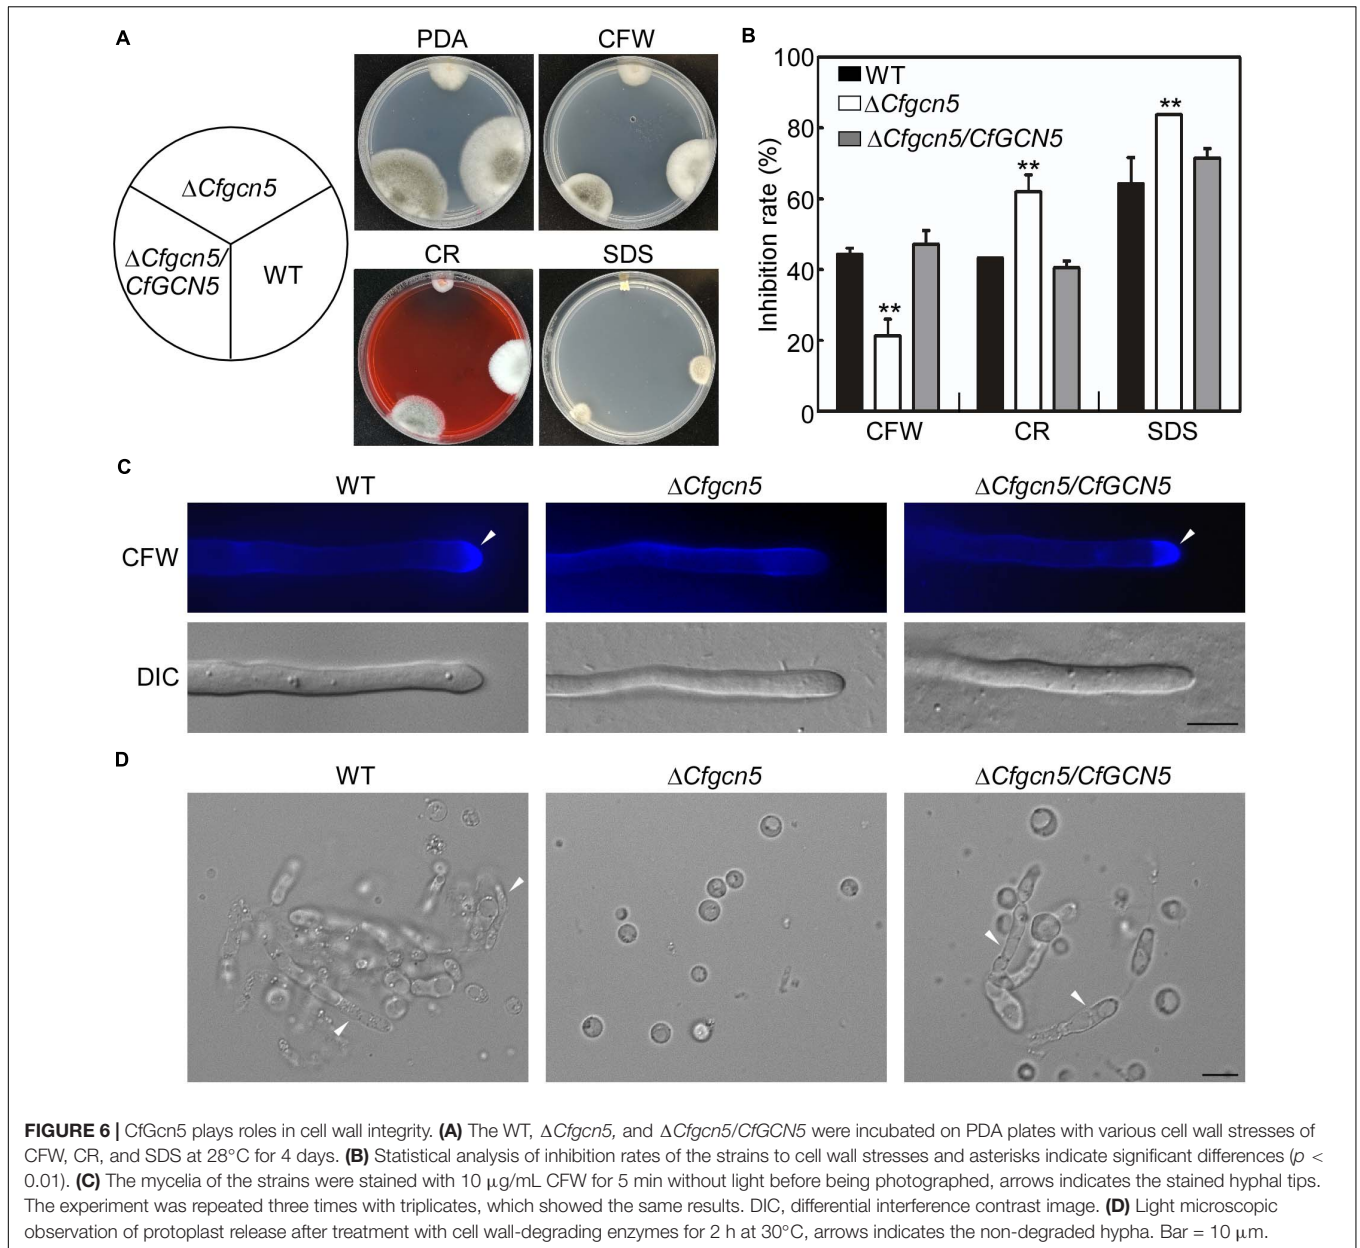 A
PDA
CFW
ΔCfgcn5
ΔCfgcn5/
CfGCN5
WT
CR
SDS
B
100
80
60
40
20
0
Inhibition rate (%)
WT
ΔCfgcn5
ΔCfgcn5/CfGCN5
**
**
**
CFW
CR
SDS
C
WT
ΔCfgcn5
ΔCfgcn5/CfGCN5
CFW
DIC
D
WT
ΔCfgcn5
ΔCfgcn5/CfGCN5
FIGURE 6 | CfGcn5 plays roles in cell wall integrity. (A) The WT, ΔCfgcn5, and ΔCfgcn5/CfGCN5 were incubated on PDA plates with various cell wall stresses of
CFW, CR, and SDS at 28°C for 4 days. (B) Statistical analysis of inhibition rates of the strains to cell wall stresses and asterisks indicate significant differences (p <
0.01). (C) The mycelia of the strains were stained with 10 μg/mL CFW for 5 min without light before being photographed, arrows indicates the stained hyphal tips.
The experiment was repeated three times with triplicates, which showed the same results. DIC, differential interference contrast image. (D) Light microscopic
observation of protoplast release after treatment with cell wall-degrading enzymes for 2 h at 30°C, arrows indicates the non-degraded hypha. Bar = 10 μm.